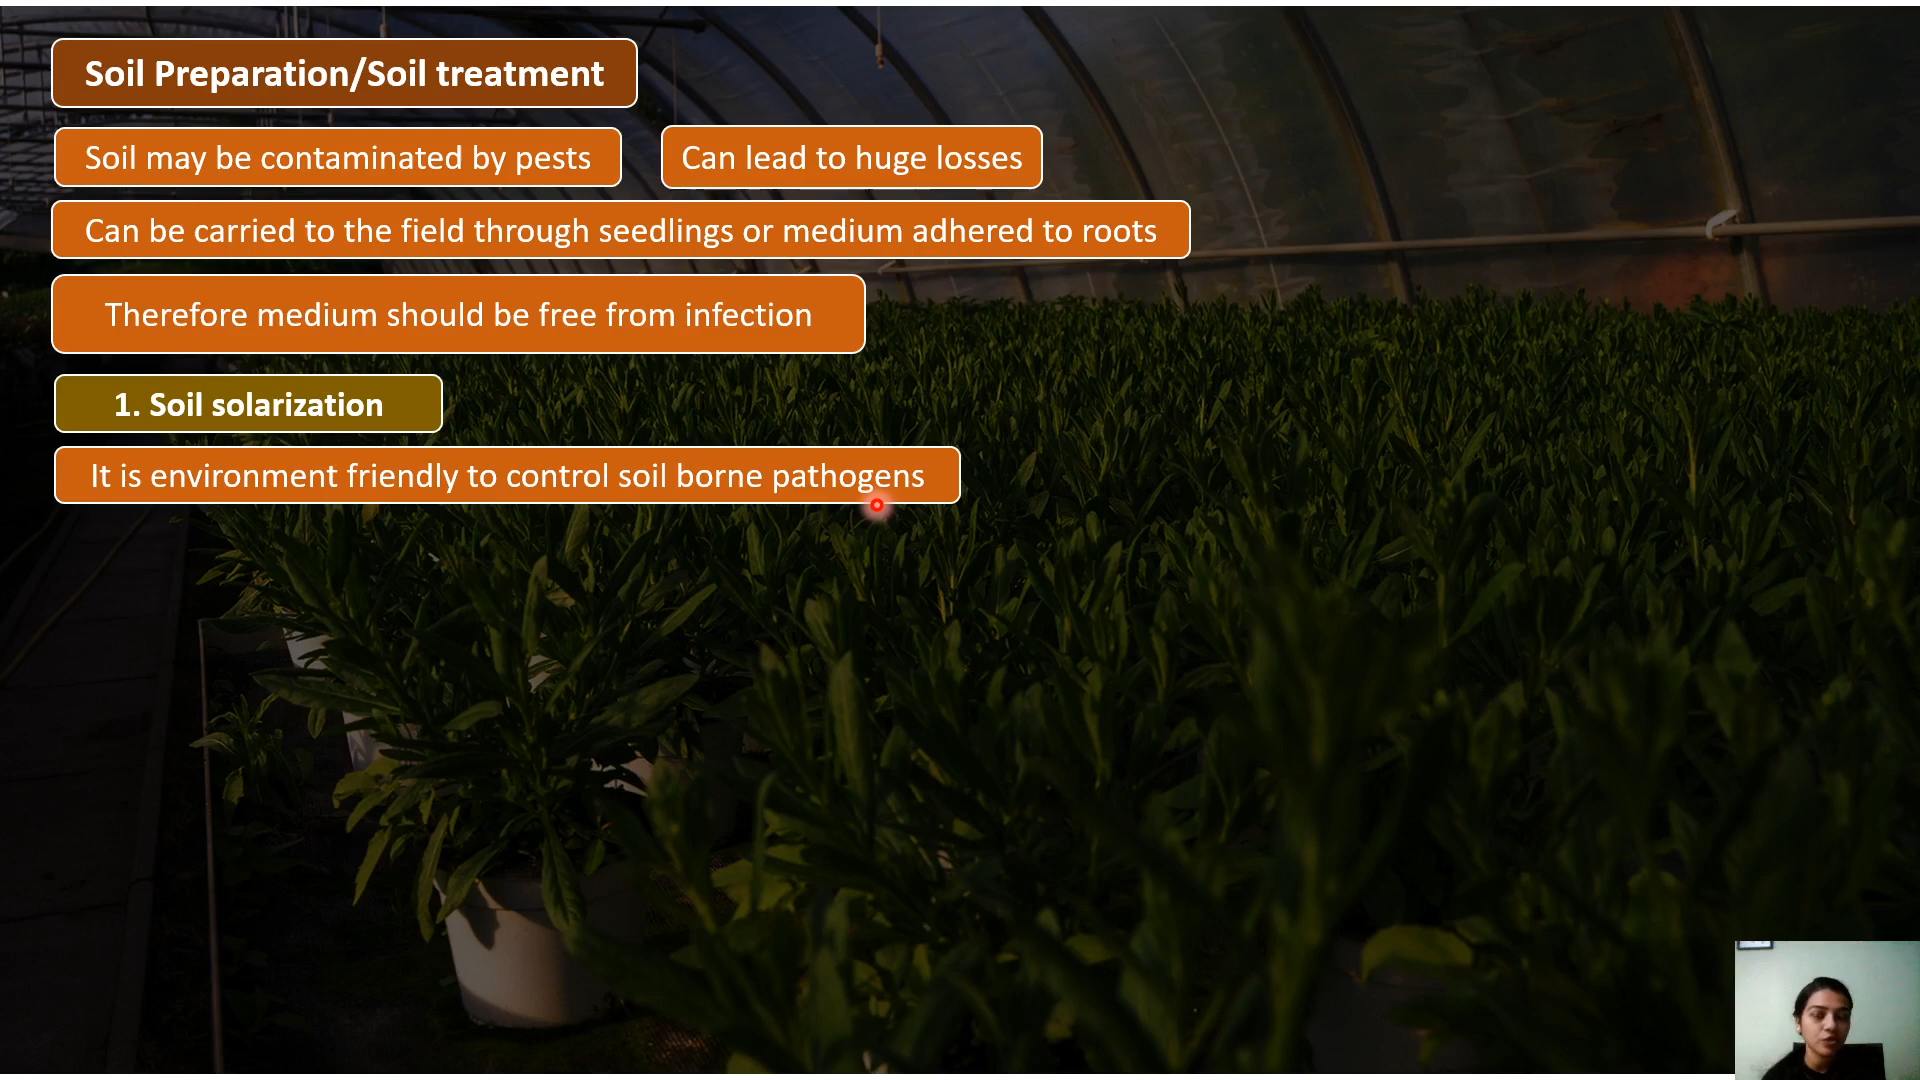 Soil Preparation/Soil treatment
Soil may be contaminated by pests
Can lead to huge losses
Can be carried to the field through seedlings or medium adhered to roots
Therefore medium should be free from infection
1. Soil solarization
It is environment friendly to control soil borne pathogens